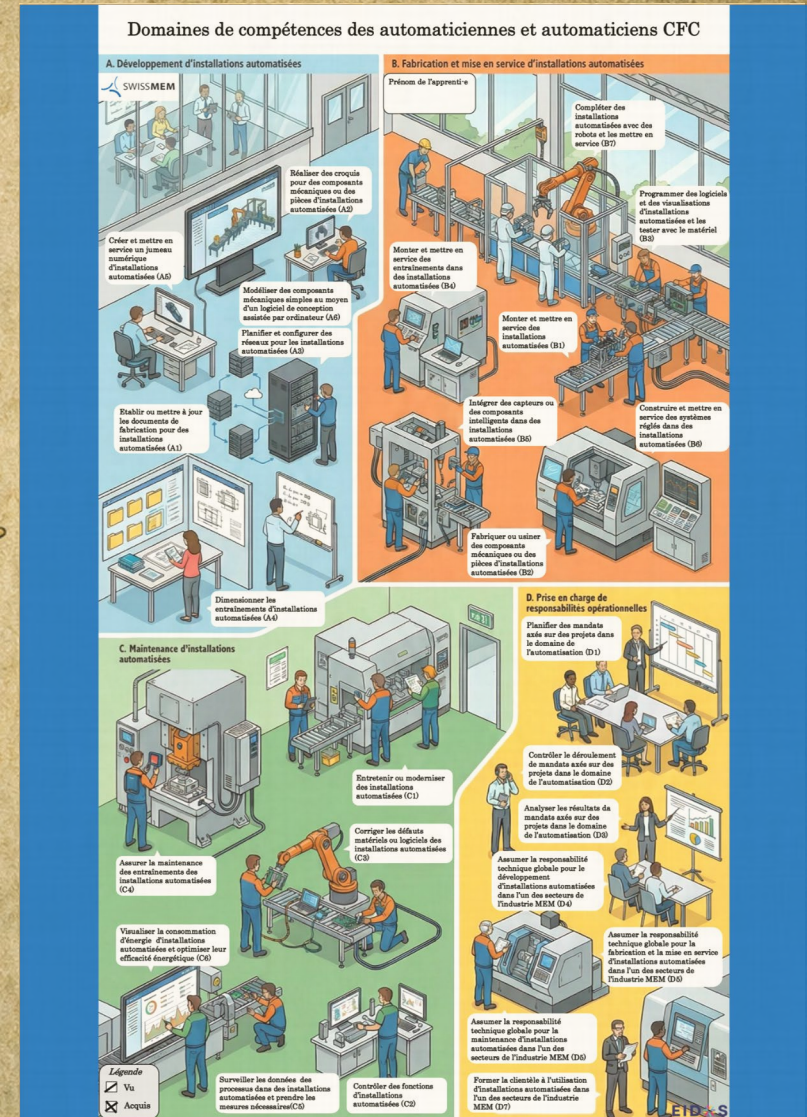 Domaines de compétences des automaticiennes et automaticiens CFC
A. Développement d'installations automatisées
SWISSMEM
Réaliser des croquis
pour des composants
mécaniques ou des
pièces d'installations
automatisées (A2)
Créer et mettre en
service un jumeau
numérique
d'installations
automatisées (A5)
Modéliser des composants
mécaniques simples au moyen
d'un logiciel de conception
assistée par ordinateur (A6)
Planifier et configurer des
réseaux pour les installations
automatisées (A3)
Etablir ou mettre à jour
les documents de
fabrication pour des
installations
automatisées (A1)
Dimensionner les
entraînements d'installations
automatisées (A4)
B. Fabrication et mise en service d'installations automatisées
Prénom de l'apprenti·e
Compléter des
installations
automatisées avec des
robots et les mettre en
service (B7)
Programmer des logiciels
et des visualisations
d'installations
automatisées et les
tester avec le matériel
(B3)
Monter et mettre en
service des
entraînements dans
des installations
automatisées (B4)
Monter et mettre en
service des
installations
automatisées (B1)
Intégrer des capteurs ou
des composants
intelligents dans des
installations
automatisées (B5)
Construire et mettre en
service des systèmes
réglés dans des
installations
automatisées (B6)
Fabriquer ou usiner
des composants
mécaniques ou des
pièces d'installations
automatisées (B2)
C. Maintenance d'installations
automatisées
Entretenir ou moderniser
des installations
automatisées (C1)
Corriger les défauts
matériels ou logiciels des
installations automatisées
(C3)
Assurer la maintenance
des entraînements des
installations automatisées
(C4)
Visualiser la consommation
d'énergie d'installations
automatisées et optimiser leur
efficacité énergétique (C6)
Surveiller les données des
processus dans des installations
automatisées et prendre les
mesures nécessaires(C5)
Contrôler des fonctions
d'installations
automatisées (C2)
Légende
Vu
Acquis
D. Prise en charge de
responsabilités opérationnelles
Planifier des mandats
axés sur des projets dans
le domaine de
l'automatisation (D1)
Contrôler le déroulement
de mandats axés sur des
projets dans le domaine
de l'automatisation (D2)
Analyser les résultats da
mandats axés sur des
projets dans le domaine
de l'automatisation (D3)
Assumer la responsabilité
technique globale pour le
développement
d'installations automatisées
dans l'un des secteurs de
l'industrie MEM (D4)
Assumer la responsabilité
technique globale pour la
fabrication et la mise en service
d'installations automatisées
dans l'un des secteurs de
l'industrie MEM (D5)
Assumer la responsabilité
technique globale pour la
maintenance d'installations
automatisées dans l'un des
secteurs de l'industrie MEM (D6)
Former la clientèle à l'utilisation
d'installations automatisées dans
l'un des secteurs de l'industrie
MEM (D7)